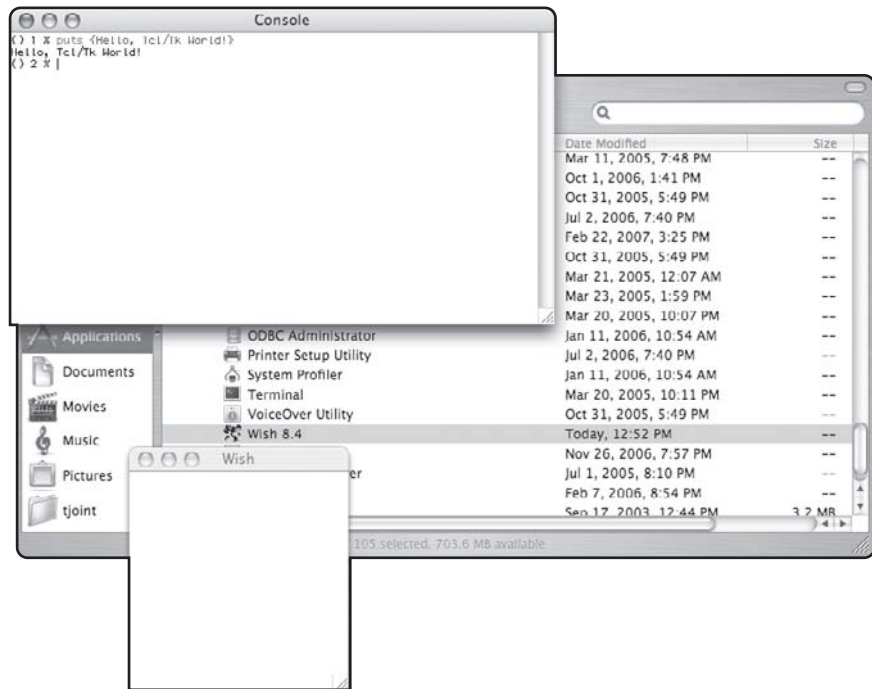 Console
() 1 % puts {Hello, Tcl/Tk World!}
Hello, Tcl/Tk World!
() 2 %
Date Modified Size
Mar 11, 2005, 7:48 PM --
Oct 1, 2006, 1:41 PM --
Oct 31, 2005, 5:49 PM --
Jul 2, 2006, 7:40 PM --
Feb 22, 2007, 3:25 PM --
Oct 31, 2005, 5:49 PM --
Mar 21, 2005, 12:07 AM --
Mar 23, 2005, 1:59 PM --
Mar 20, 2005, 10:07 PM --
Applications
Documents
Movies
Music
Pictures
tjoint
ODBC Administrator Jan 11, 2006, 10:54 AM --
Printer Setup Utility Jul 2, 2006, 7:40 PM --
System Profiler Jan 11, 2006, 10:54 AM --
Terminal Mar 20, 2005, 10:11 PM --
VoiceOver Utility Oct 31, 2005, 5:49 PM --
Wish 8.4 Today, 12:52 PM --
Nov 26, 2006, 7:57 PM --
er Jul 1, 2005, 8:10 PM --
Feb 7, 2006, 8:54 PM --
Sep 17, 2003, 12:44 PM 3.2 MB
105 selected, 703.6 MB available
Wish